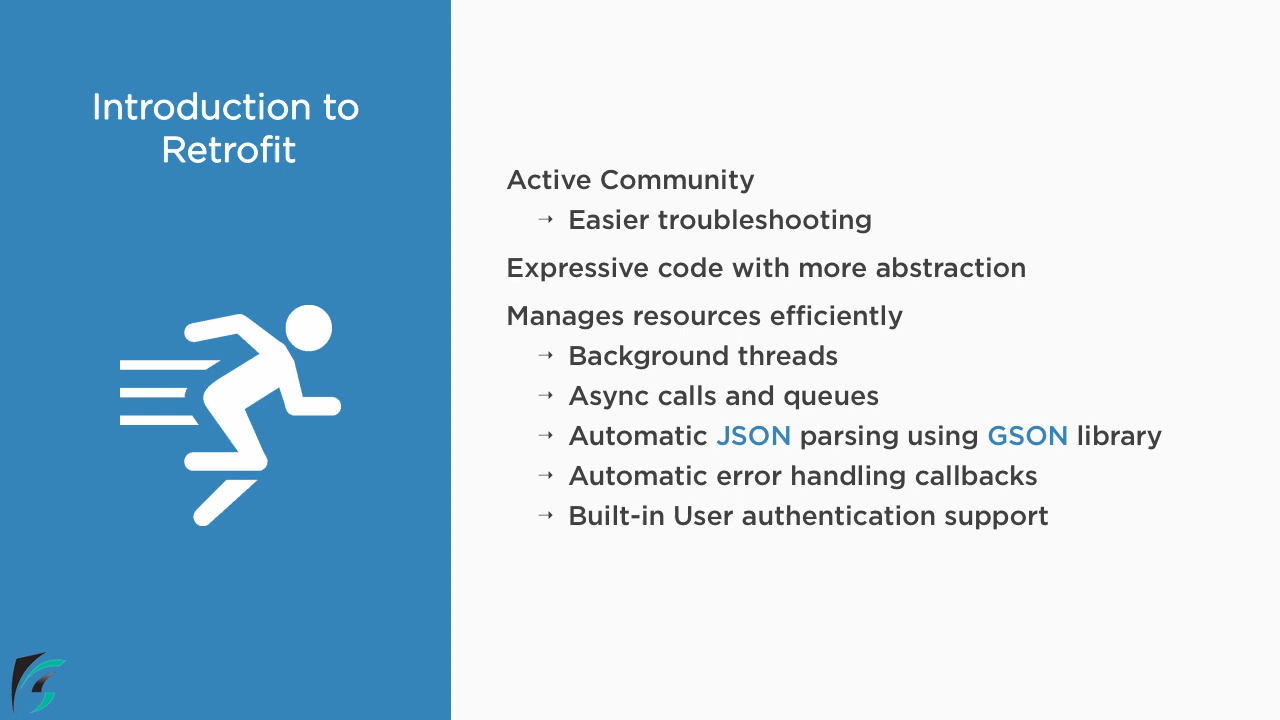 Introduction to
Retrofit
Active Community
→ Easier troubleshooting
Expressive code with more abstraction
Manages resources efficiently
→ Background threads
→ Async calls and queues
→ Automatic JSON parsing using GSON library
→ Automatic error handling callbacks
→ Built-in User authentication support